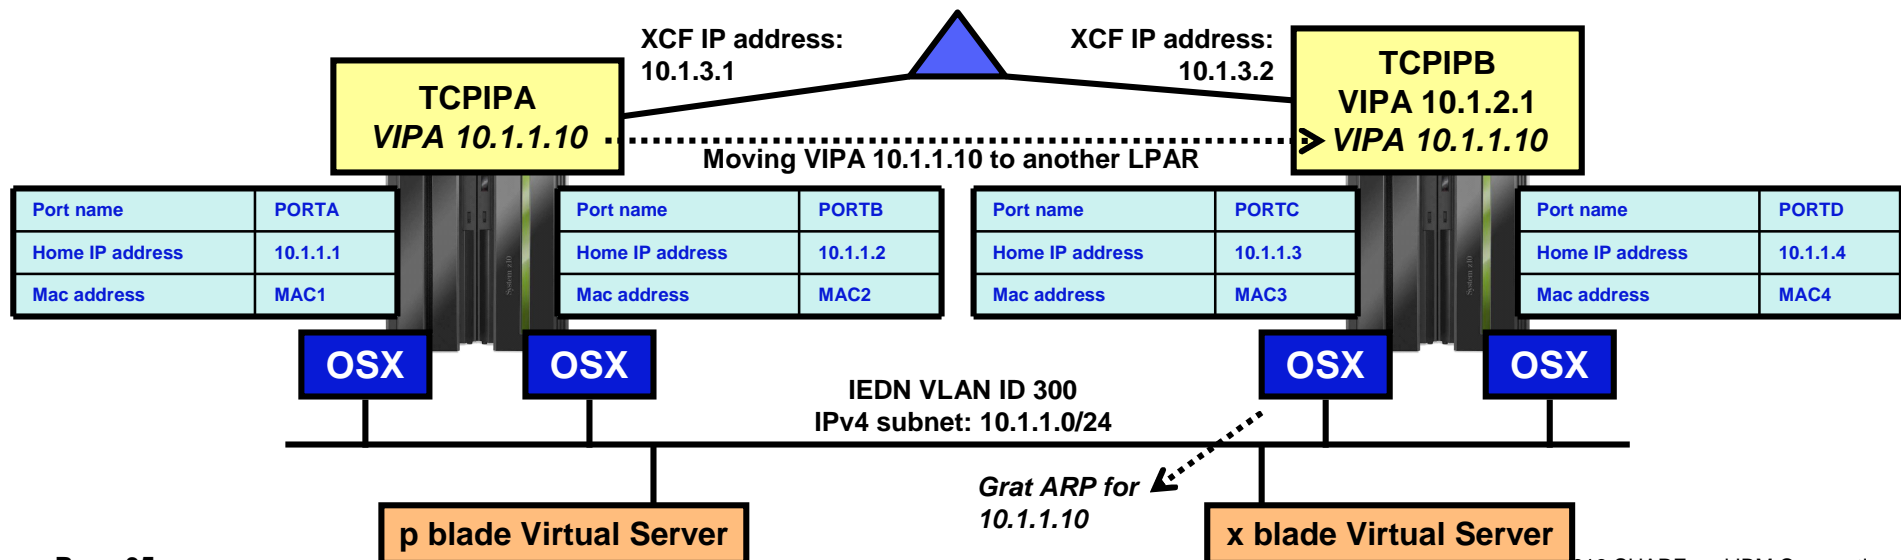 XCF IP address:
10.1.3.1
XCF IP address:
10.1.3.2
TCPIPA
VIPA 10.1.1.10
TCPIPB
VIPA 10.1.2.1
VIPA 10.1.1.10
Moving VIPA 10.1.1.10 to another LPAR
Port name PORTA
Home IP address 10.1.1.1
Mac address MAC1
Port name PORTB
Home IP address 10.1.1.2
Mac address MAC2
Port name PORTC
Home IP address 10.1.1.3
Mac address MAC3
Port name PORTD
Home IP address 10.1.1.4
Mac address MAC4
System z10
System z10
OSX
OSX
OSX
OSX
IEDN VLAN ID 300
IPv4 subnet: 10.1.1.0/24
Grat ARP for
10.1.1.10
p blade Virtual Server
x blade Virtual Server